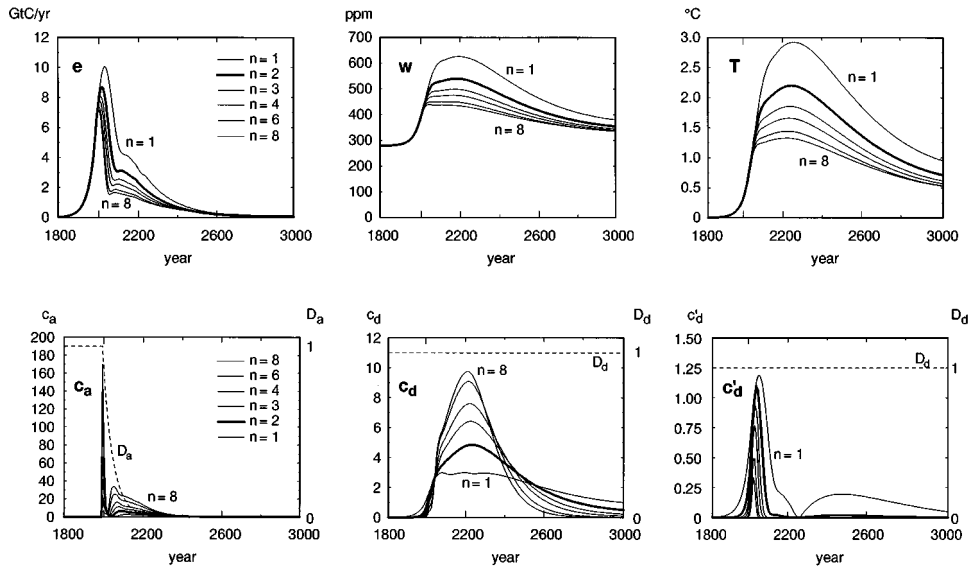 GtC/yr
12
10
8
6
4
2
0
e
n = 1
n = 2
n = 3
n = 4
n = 6
n = 8
n = 1
n = 8
1800 2200 2600 3000
year
ppm
700
600
500
400
300
200
100
0
w
n = 1
n = 8
1800 2200 2600 3000
year
°C
3.0
2.5
2.0
1.5
1.0
0.5
0.0
T
n = 1
n = 8
1800 2200 2600 3000
year
c_a
D_a
200
180
160
140
120
100
80
60
40
20
0
1
0
c_a
n = 8
n = 6
n = 4
n = 3
n = 2
n = 1
D_a
n = 8
1800 2200 2600 3000
year
c_d
D_d
12
10
8
6
4
2
0
1
0
D_d
c_d
n = 8
n = 1
1800 2200 2600 3000
year
c'_d
D_d
1.50
1.25
1.00
0.75
0.50
0.25
0
1
0
D_d
c'_d
n = 1
1800 2200 2600 3000
year